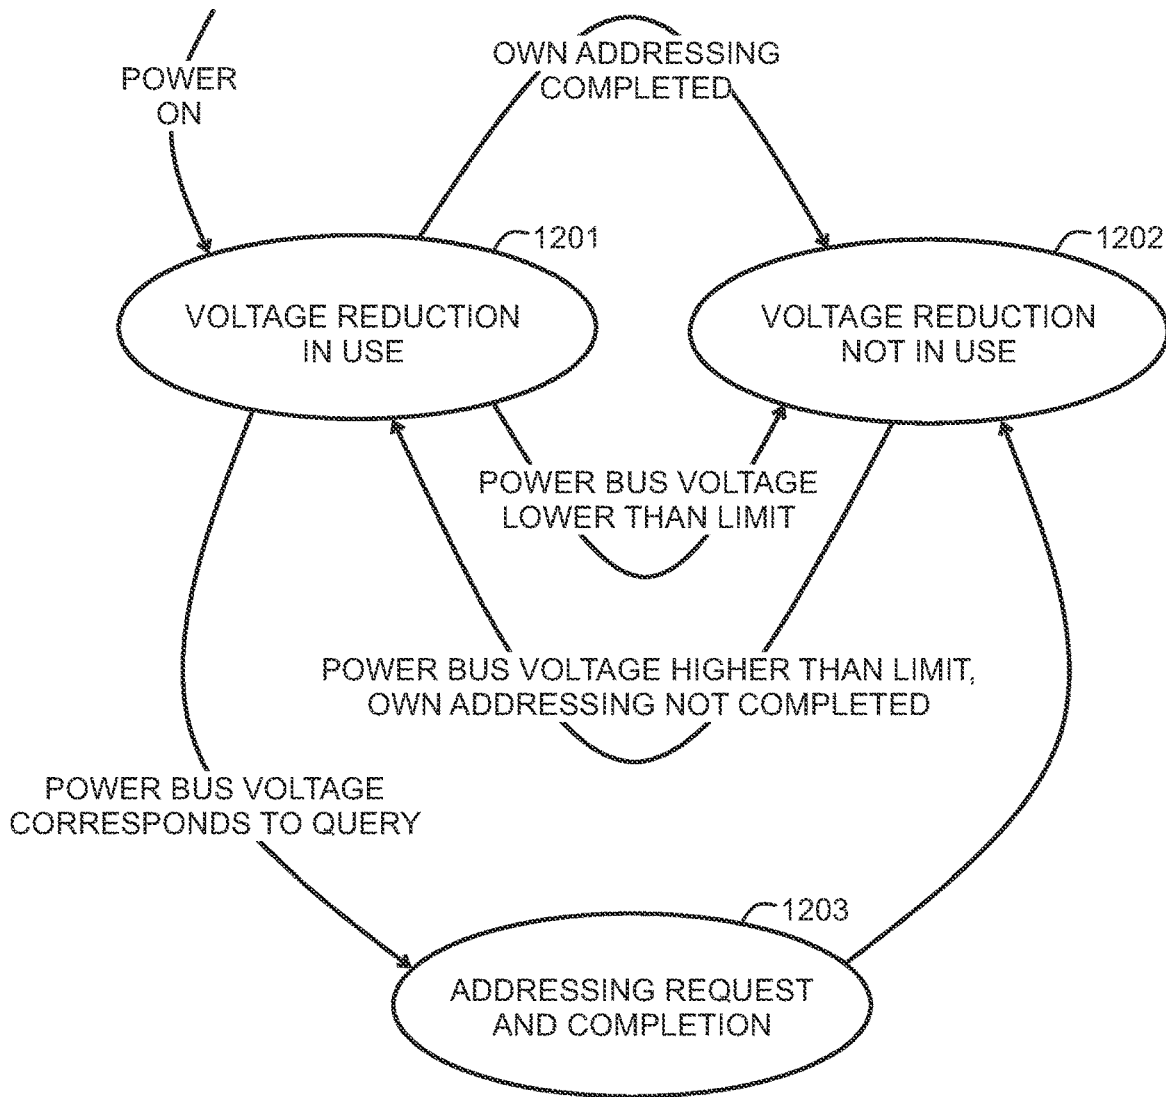 POWER
ON
OWN ADDRESSING
COMPLETED
1201
1202
VOLTAGE REDUCTION
IN USE
VOLTAGE REDUCTION
NOT IN USE
POWER BUS VOLTAGE
LOWER THAN LIMIT
POWER BUS VOLTAGE HIGHER THAN LIMIT,
OWN ADDRESSING NOT COMPLETED
POWER BUS VOLTAGE
CORRESPONDS TO QUERY
1203
ADDRESSING REQUEST
AND COMPLETION